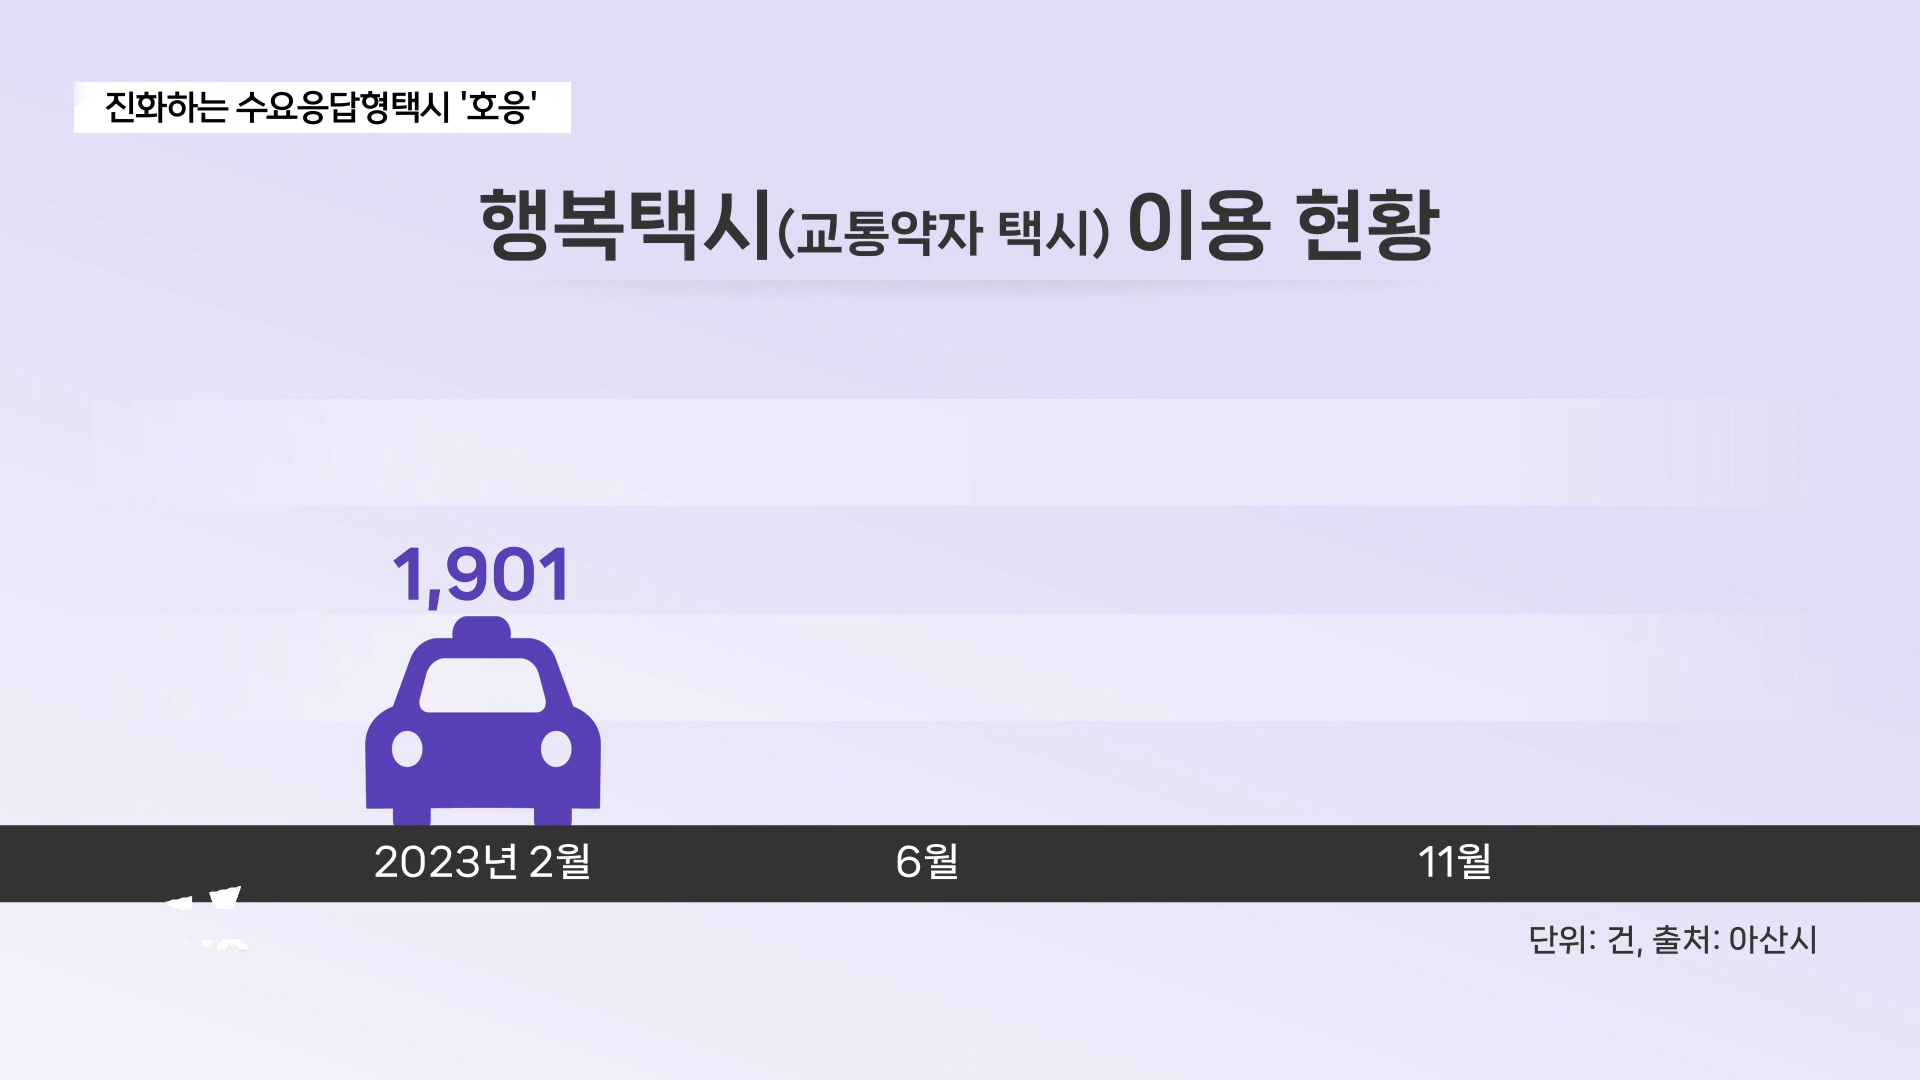 진화하는 수요응답형택시 '호응'
행복택시(교통약자 택시) 이용 현황
1,901
2023년 2월 6월 11월
단위: 건, 출처: 아산시